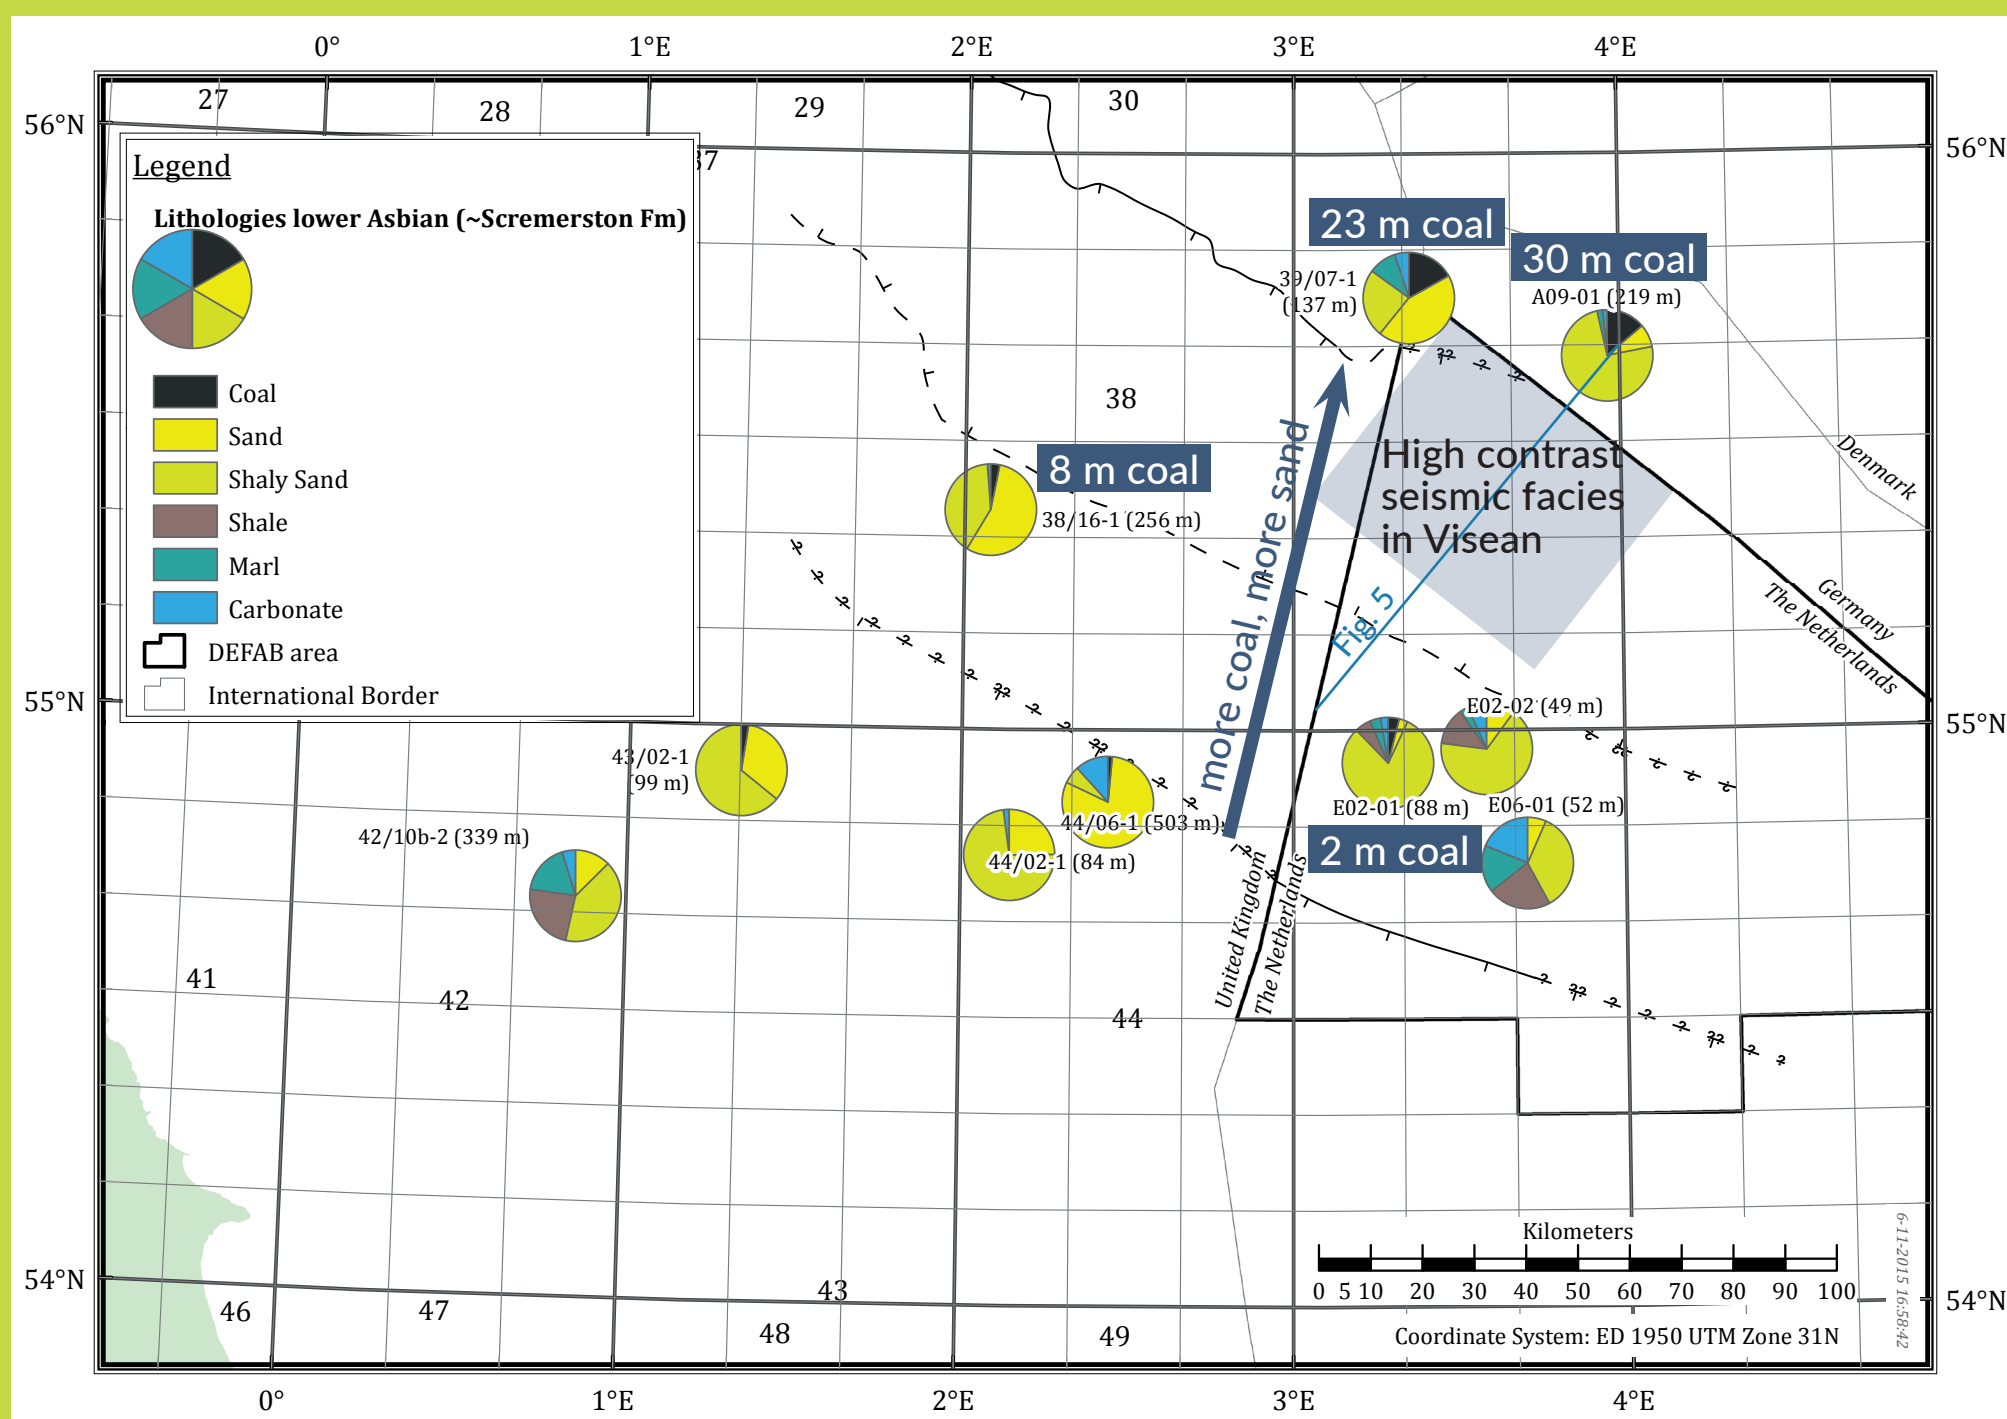 0°
1°E
2°E
3°E
4°E
56°N
56°N
27
28
29
30
37
Legend
Lithologies lower Asbian (~Scremerston Fm)
Coal
Sand
Shaly Sand
Shale
Marl
Carbonate
DEFAB area
International Border
23 m coal
39/07-1
(137 m)
30 m coal
A09-01 (219 m)
38
8 m coal
38/16-1 (256 m)
more coal, more sand
High contrast
seismic facies
in Visean
Fig. 5
Denmark
Germany
The Netherlands
55°N
55°N
43/02-1
(99 m)
42/10b-2 (339 m)
44/06-1 (503 m)
44/02-1 (84 m)
E02-02 (49 m)
E02-01 (88 m)
E06-01 (52 m)
2 m coal
United Kingdom
The Netherlands
41
42
44
54°N
54°N
43
46
47
48
49
Kilometers
0 5 10 20 30 40 50 60 70 80 90 100
Coordinate System: ED 1950 UTM Zone 31N
6-11-2015 16:58:42
0°
1°E
2°E
3°E
4°E